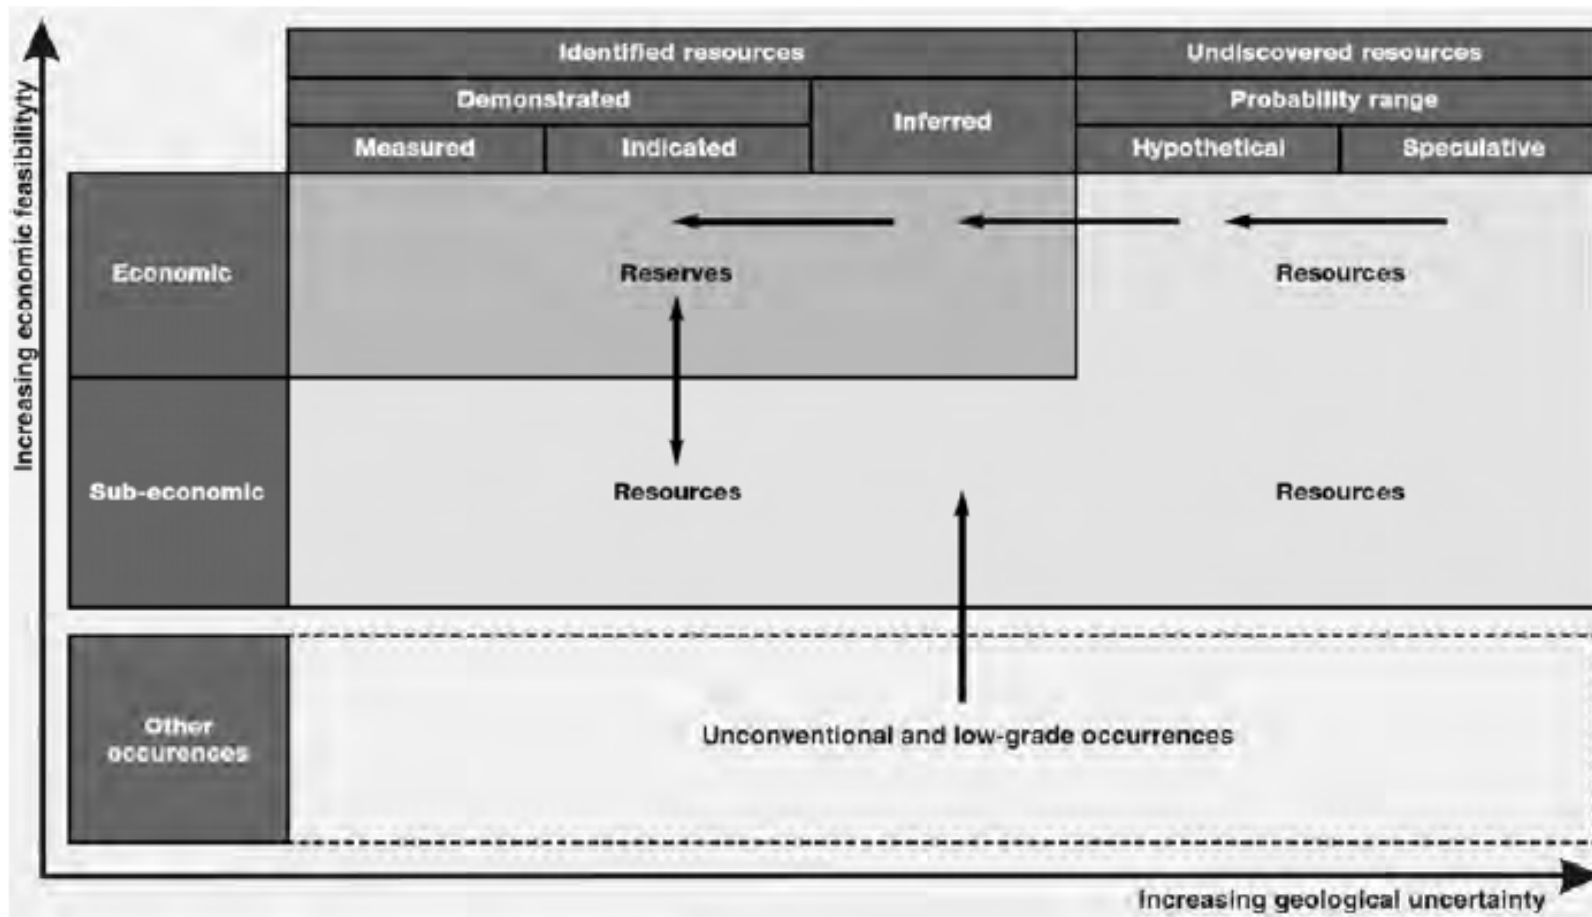 Increasing economic feasibilityty
Identified resources
Undiscovered resources
Demonstrated
Inferred
Probability range
Measured
Indicated
Hypothetical
Speculative
Economic
Reserves
Resources
Sub-economic
Resources
Resources
Other
occurences
Unconventional and low-grade occurrences
Increasing geological uncertainty